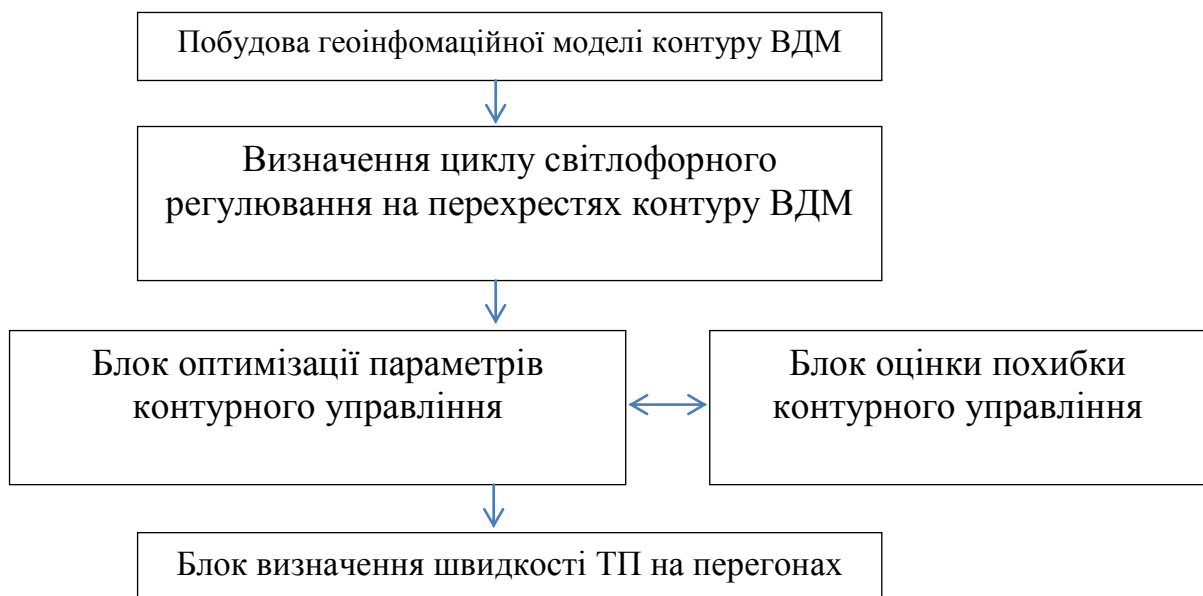 Побудова геоінфомаційної моделі контуру ВДМ
Визначення циклу світлофорного
регулювання на перехрестях контуру ВДМ
Блок оптимізації параметрів
контурного управління
Блок оцінки похибки
контурного управління
Блок визначення швидкості ТП на перегонах